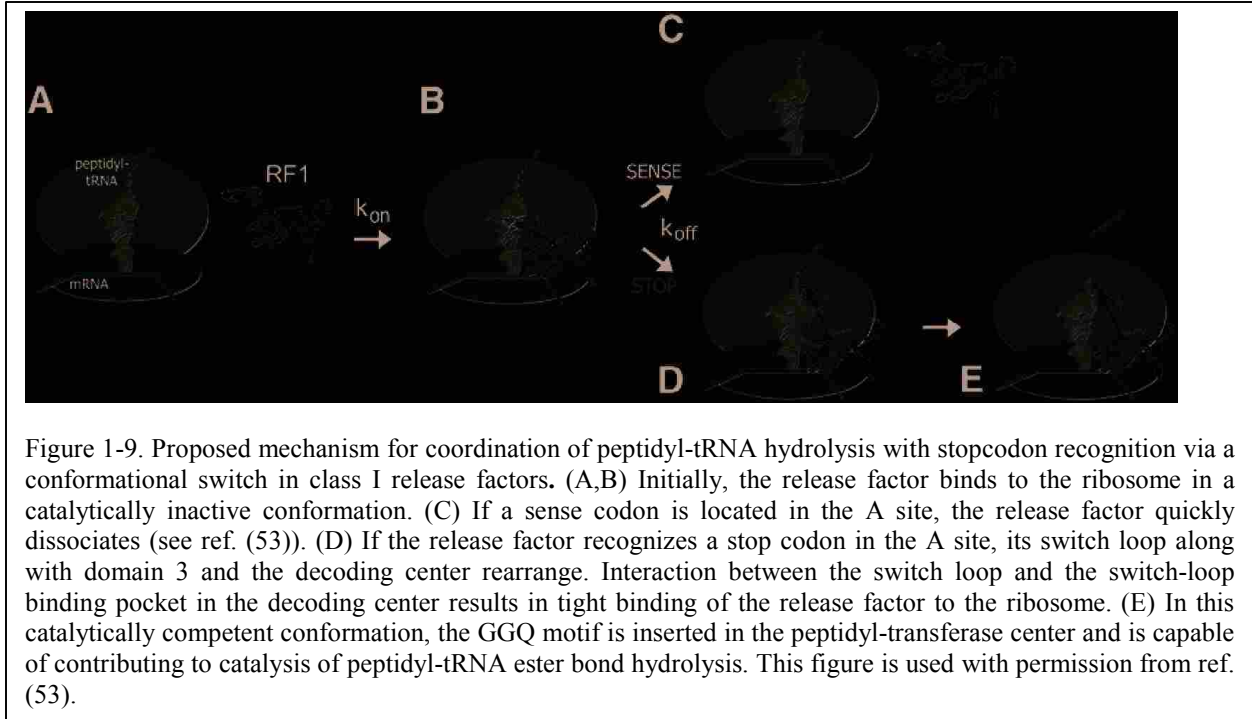 C
A
B
peptidyl-
tRNA
RF1
SENSE
kon
koff
mRNA
STOP
D
E
Figure 1-9. Proposed mechanism for coordination of peptidyl-tRNA hydrolysis with stopcodon recognition via a
conformational switch in class I release factors. (A,B) Initially, the release factor binds to the ribosome in a
catalytically inactive conformation. (C) If a sense codon is located in the A site, the release factor quickly
dissociates (see ref. (53)). (D) If the release factor recognizes a stop codon in the A site, its switch loop along
with domain 3 and the decoding center rearrange. Interaction between the switch loop and the switch-loop
binding pocket in the decoding center results in tight binding of the release factor to the ribosome. (E) In this
catalytically competent conformation, the GGQ motif is inserted in the peptidyl-transferase center and is capable
of contributing to catalysis of peptidyl-tRNA ester bond hydrolysis. This figure is used with permission from ref.
(53).